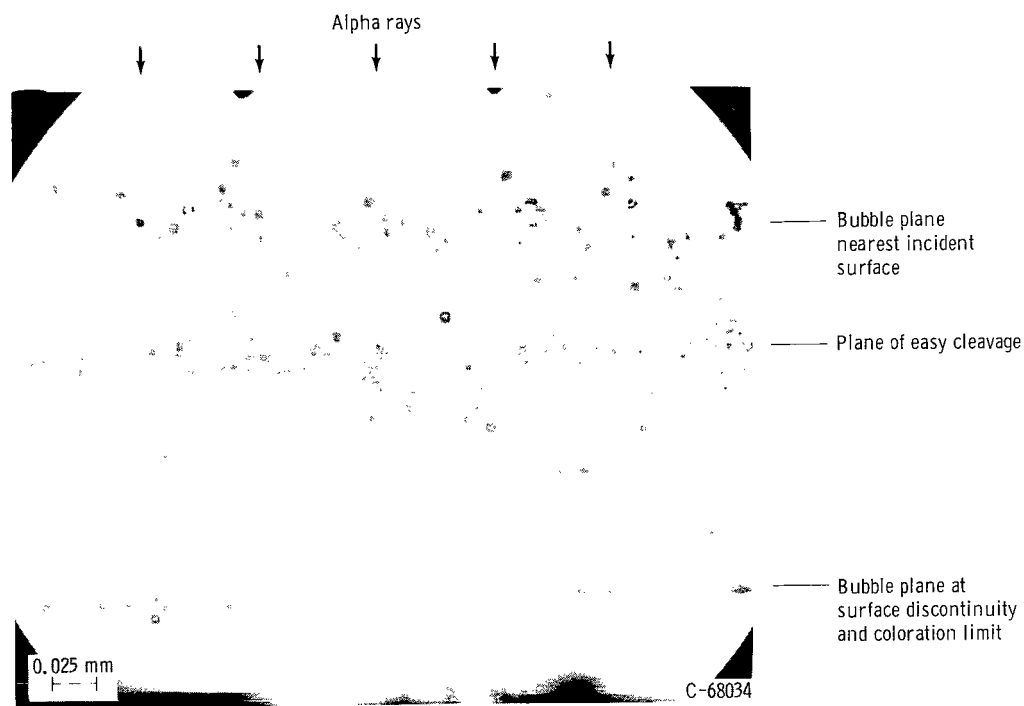 Alpha rays
Bubble plane
nearest incident
surface
Plane of easy cleavage
Bubble plane at
surface discontinuity
and coloration limit
0.025 mm
C-68034